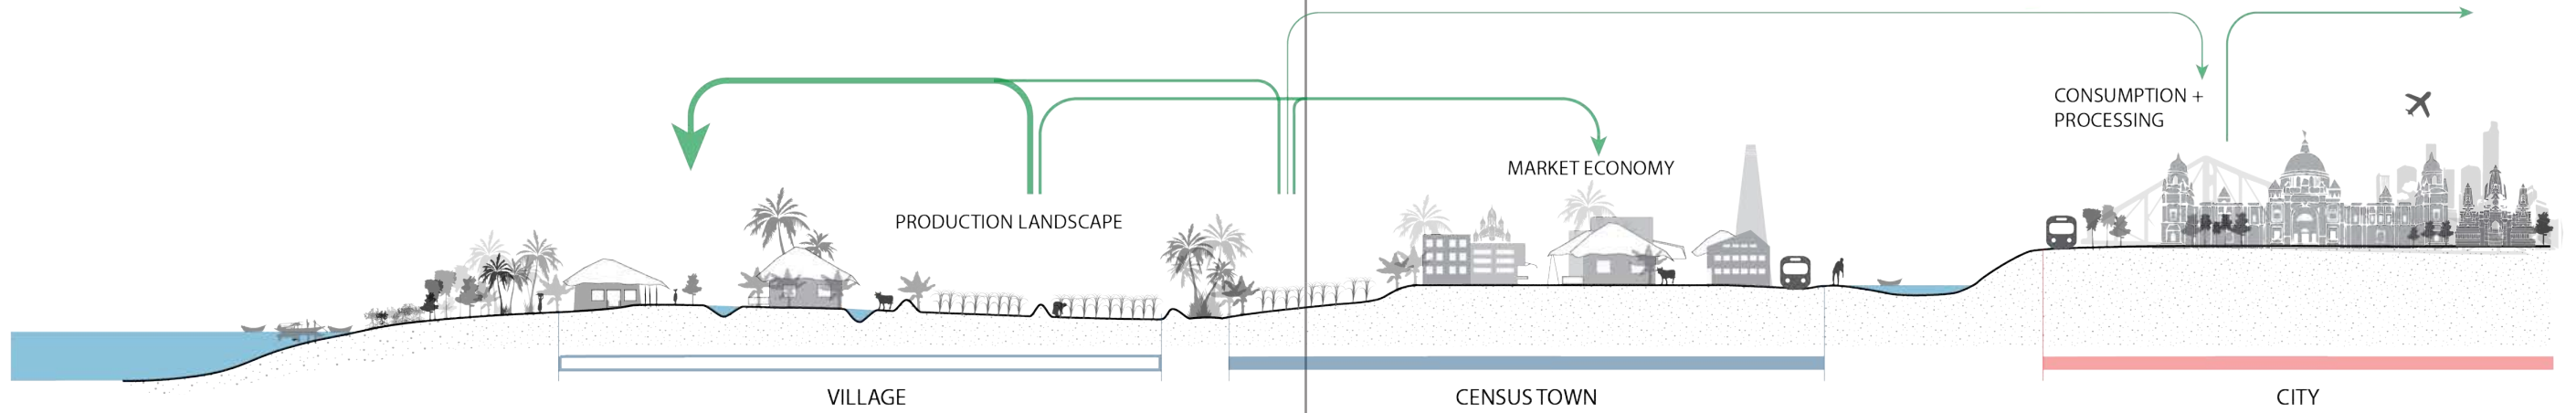 CONSUMPTION +
PROCESSING
MARKET ECONOMY
PRODUCTION LANDSCAPE
VILLAGE
CENSUS TOWN
CITY